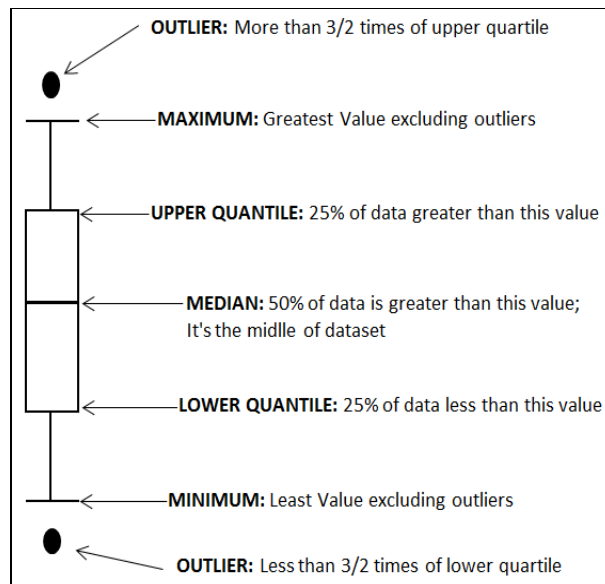 OUTLIER: More than 3/2 times of upper quartile
MAXIMUM: Greatest Value excluding outliers
UPPER QUANTILE: 25% of data greater than this value
MEDIAN: 50% of data is greater than this value;
It's the midlle of dataset
LOWER QUANTILE: 25% of data less than this value
MINIMUM: Least Value excluding outliers
OUTLIER: Less than 3/2 times of lower quartile